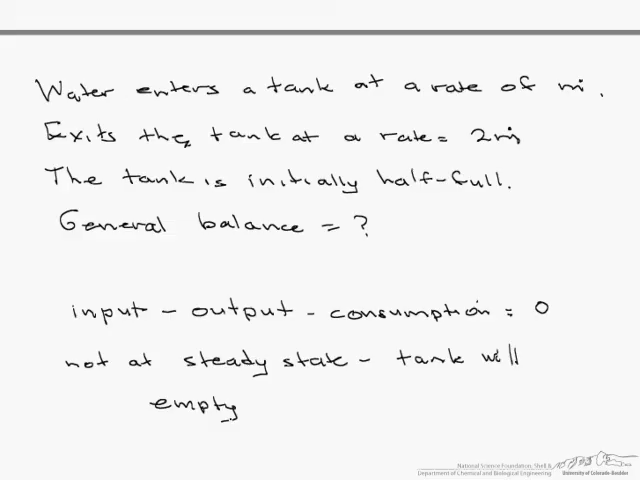 Water enters a tank at a rate of ṁ.
Exits the tank at a rate = 2ṁ
The tank is initially half-full.
General balance = ?
input - output - consumption = 0
not at steady state - tank will
empty
National Science Foundation, Shell &
Department of Chemical and Biological Engineering
University of Colorado-Boulder